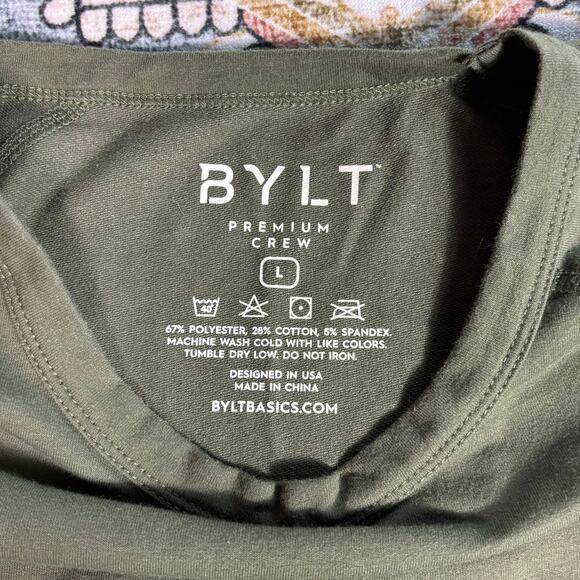 BYLT™
PREMIUM
CREW
L
40°
67% POLYESTER, 28% COTTON, 5% SPANDEX.
MACHINE WASH COLD WITH LIKE COLORS.
TUMBLE DRY LOW. DO NOT IRON.
DESIGNED IN USA
MADE IN CHINA
BYLTBASICS.COM